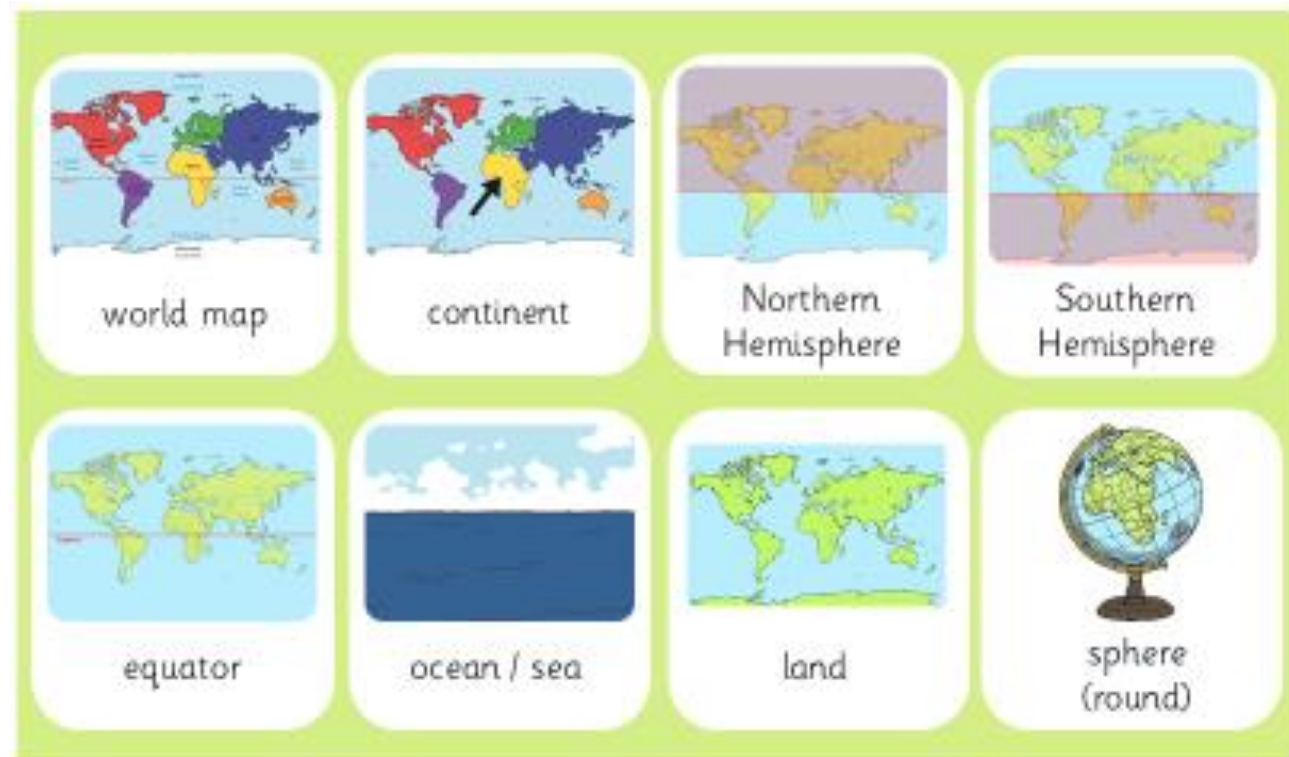 world map
continent
Northern
Hemisphere
Southern
Hemisphere
equator
ocean / sea
land
sphere
(round)